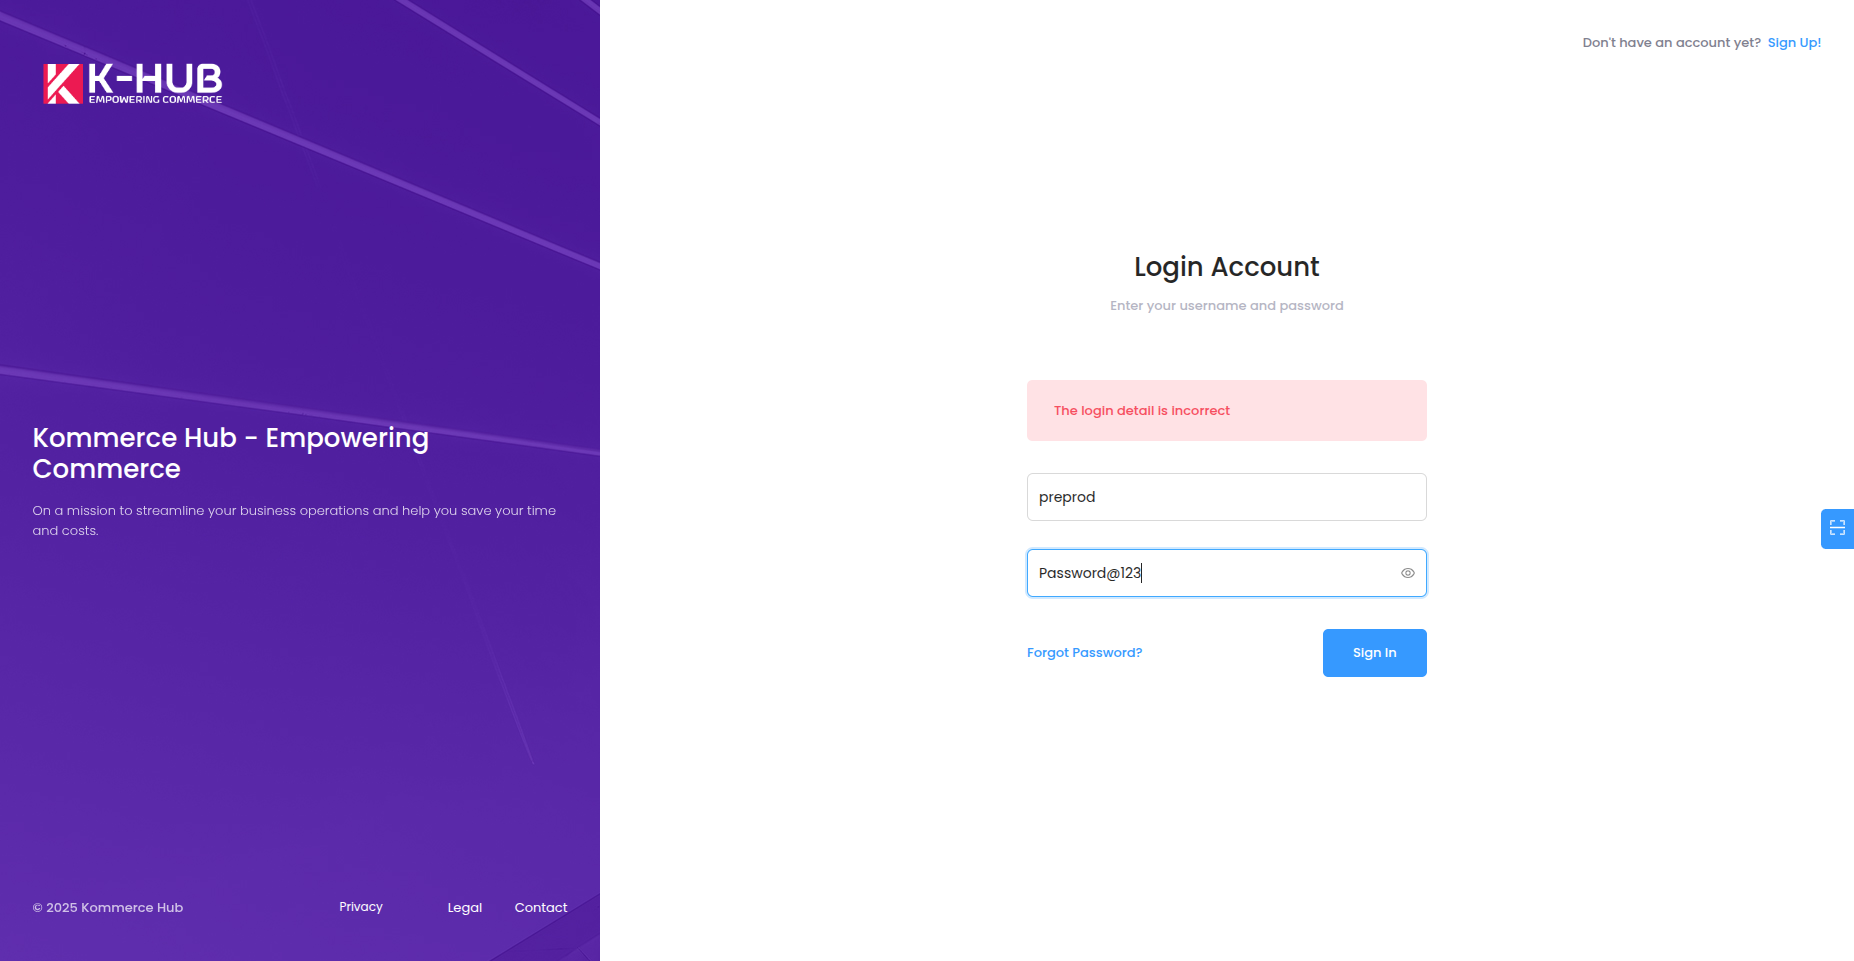 Don't have an account yet? Sign Up!
K-HUB
EMPOWERING COMMERCE
Login Account
Enter your username and password
The login detail is incorrect
preprod
Password@123
Forgot Password?
Sign In
Kommerce Hub - Empowering
Commerce
On a mission to streamline your business operations and help you save your time
and costs.
© 2025 Kommerce Hub
Privacy
Legal
Contact